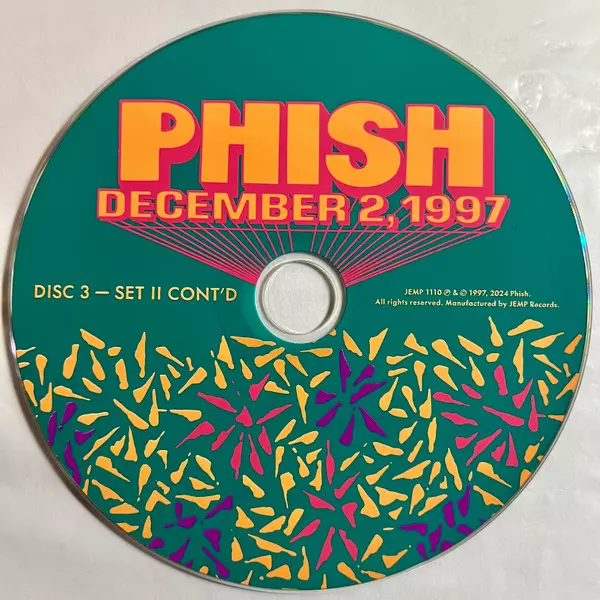 PHISH
DECEMBER 2, 1997
DISC 3 — SET II CONT'D
JEMP 1110 ℗ & © 1997, 2024 Phish.
All rights reserved. Manufactured by JEMP Records.